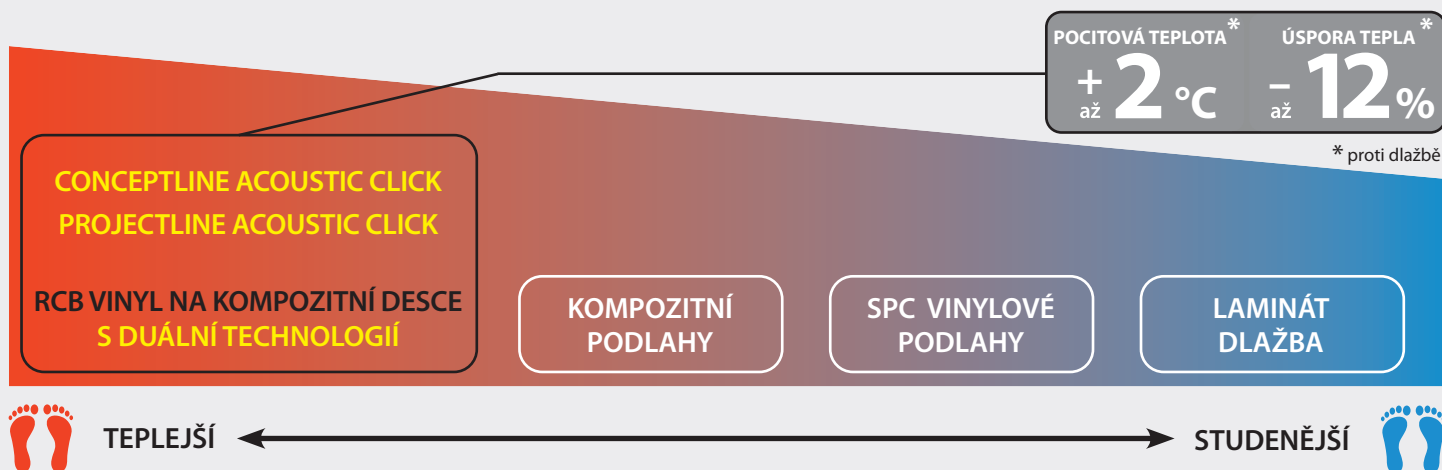 POCITOVÁ TEPLOTA*
+
až 2 °C
ÚSPORA TEPLA *
–
až 12 %
* proti dlažbě
CONCEPTLINE ACOUSTIC CLICK
PROJECTLINE ACOUSTIC CLICK
RCB VINYL NA KOMPOZITNÍ DESCE
S DUÁLNÍ TECHNOLOGIÍ
KOMPOZITNÍ
PODLAHY
SPC VINYLOVÉ
PODLAHY
LAMINÁT
DLAŽBA
TEPLEJŠÍ
STUDENĚJŠÍ